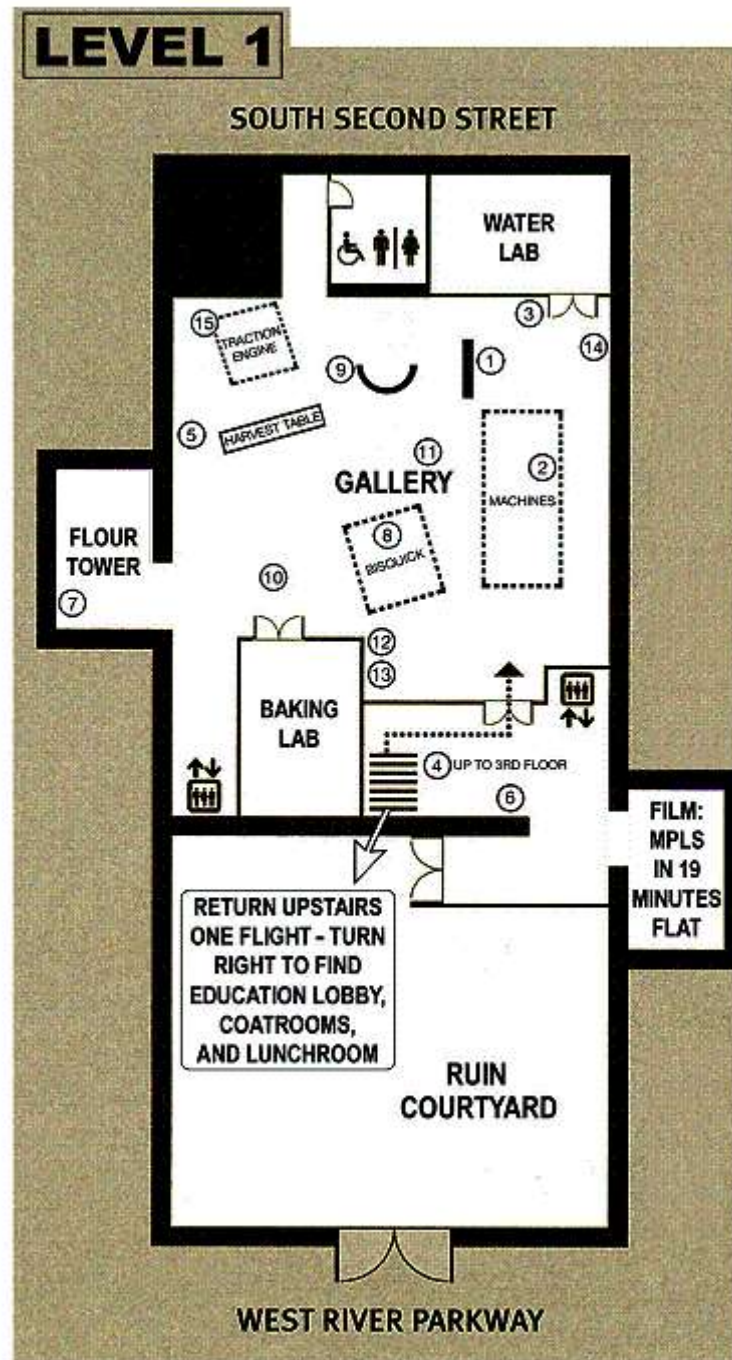 LEVEL 1
SOUTH SECOND STREET
WATER
LAB
3
15
TRACTION
ENGINE
14
1
9
5
HARVEST TABLE
11
2
GALLERY
MACHINES
8
BISQUICK
FLOUR
TOWER
7
10
12
13
BAKING
LAB
4 UP TO 3RD FLOOR
6
FILM:
MPLS
IN 19
MINUTES
FLAT
RETURN UPSTAIRS
ONE FLIGHT - TURN
RIGHT TO FIND
EDUCATION LOBBY,
COATROOMS,
AND LUNCHROOM
RUIN
COURTYARD
WEST RIVER PARKWAY